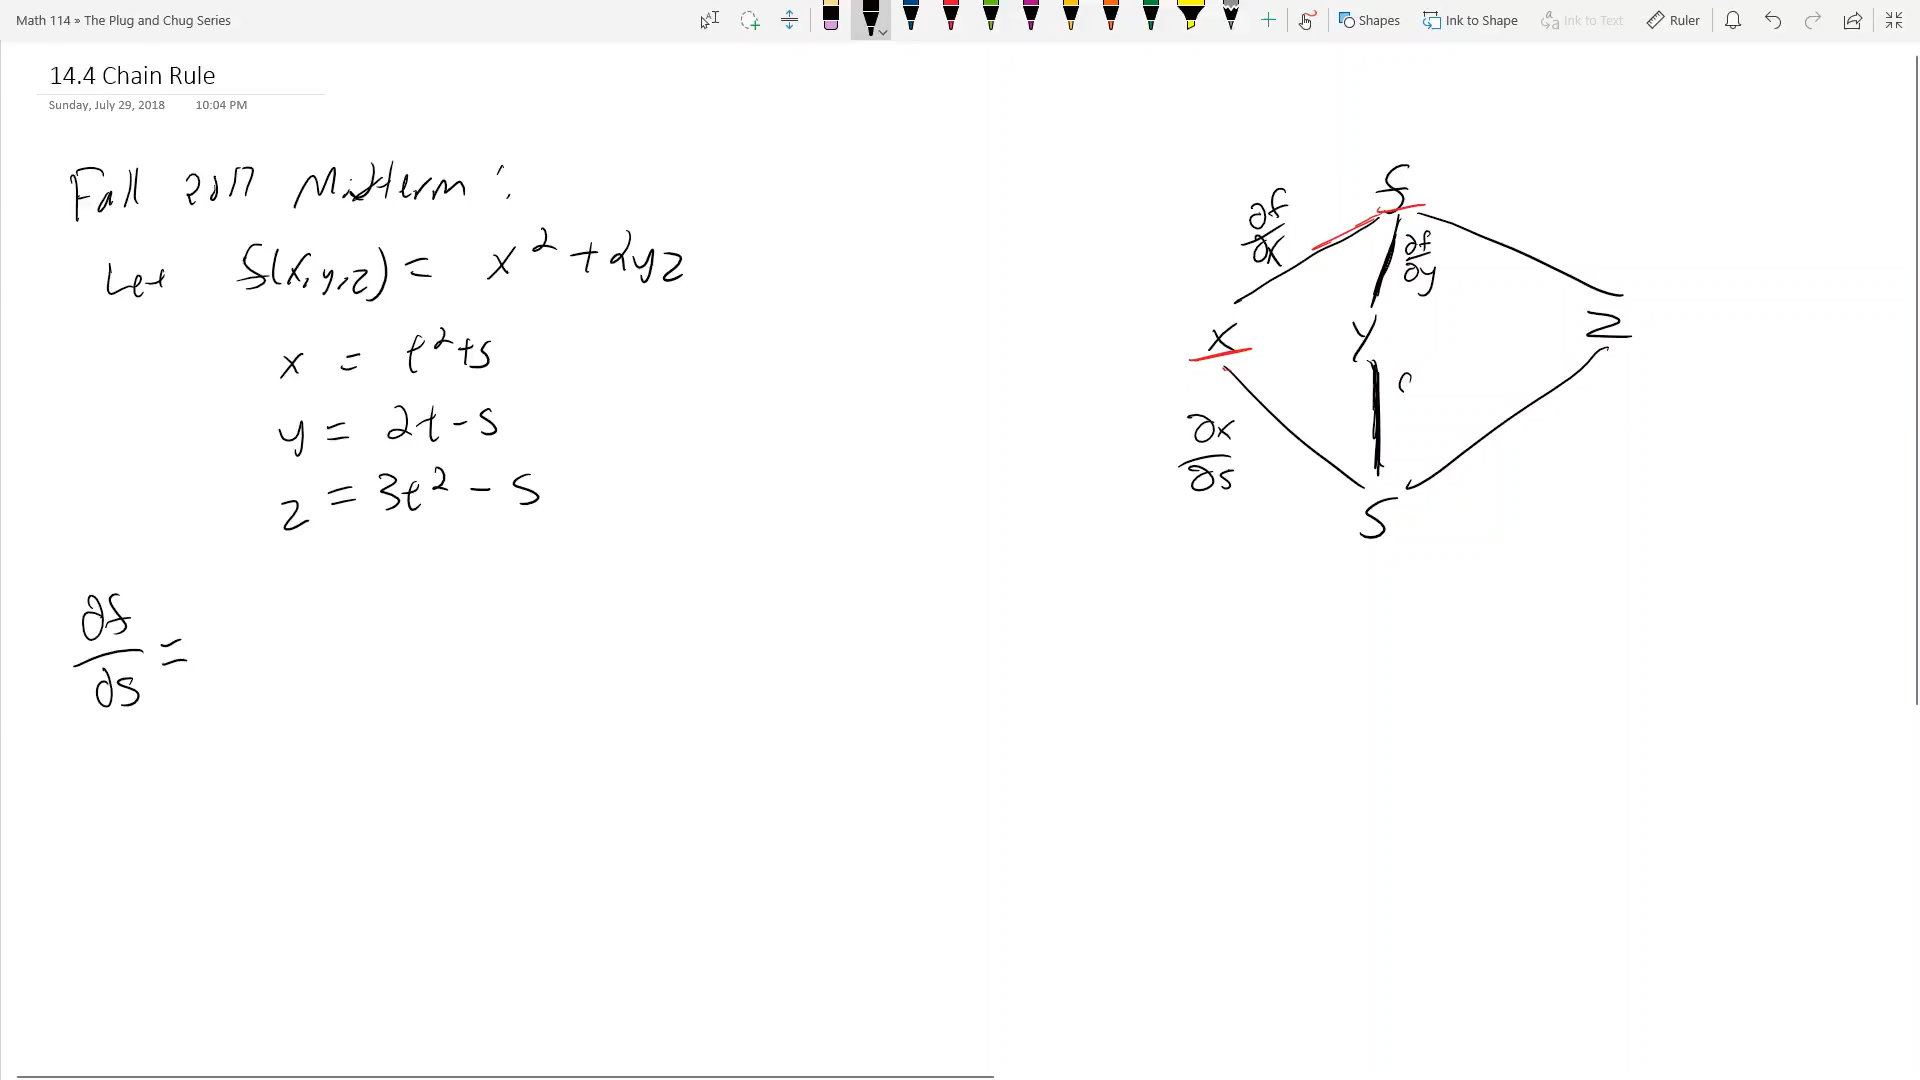 Math 114 » The Plug and Chug Series
Shapes
Ink to Shape
Ink to Text
Ruler
14.4 Chain Rule
Sunday, July 29, 2018 10:04 PM
Fall 2017 Midterm:
Let f(x,y,z) = x² + 2yz
x = t²+s
y = 2t - s
z = 3t² - s
∂f/∂s =
f
∂f/∂x
∂f/∂y
x
y
z
∂x/∂s
s